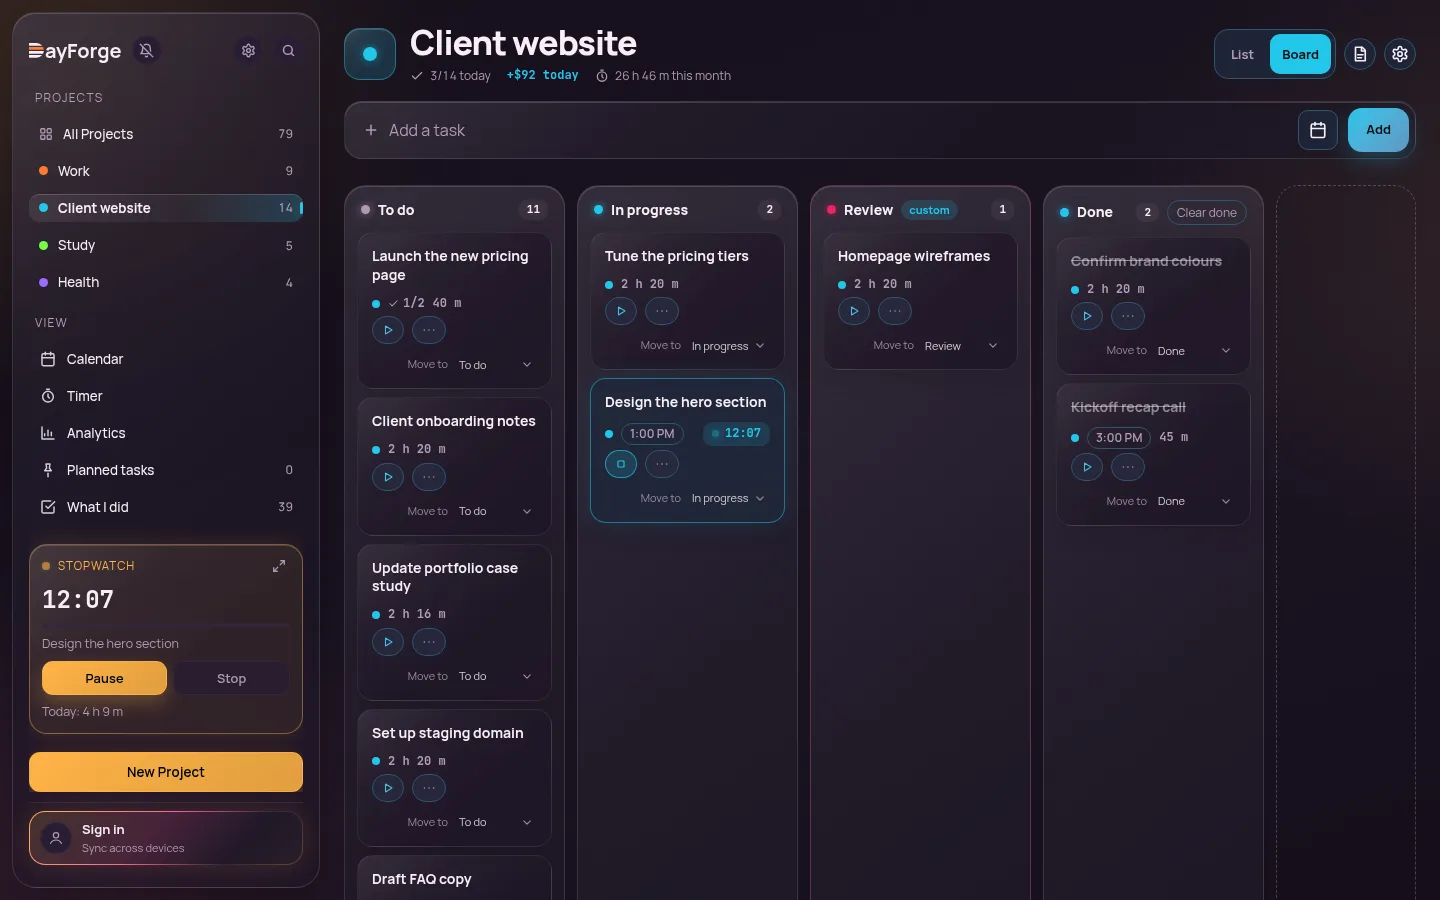 DayForge
PROJECTS
All Projects 79
Work 9
Client website 14
Study 5
Health 4
VIEW
Calendar
Timer
Analytics
Planned tasks 0
What I did 39
STOPWATCH
12:07
Design the hero section
Pause Stop
Today: 4 h 9 m
New Project
Sign in
Sync across devices
Client website
3/14 today +$92 today 26 h 46 m this month
List Board
Add a task
Add
To do 11
Launch the new pricing
page
1/2 40 m
Move to To do
Client onboarding notes
2 h 20 m
Move to To do
Update portfolio case
study
2 h 16 m
Move to To do
Set up staging domain
2 h 20 m
Move to To do
Draft FAQ copy
In progress 2
Tune the pricing tiers
2 h 20 m
Move to In progress
Design the hero section
1:00 PM 12:07
Move to In progress
Review custom 1
Homepage wireframes
2 h 20 m
Move to Review
Done 2 Clear done
Confirm brand colours
2 h 20 m
Move to Done
Kickoff recap call
3:00 PM 45 m
Move to Done